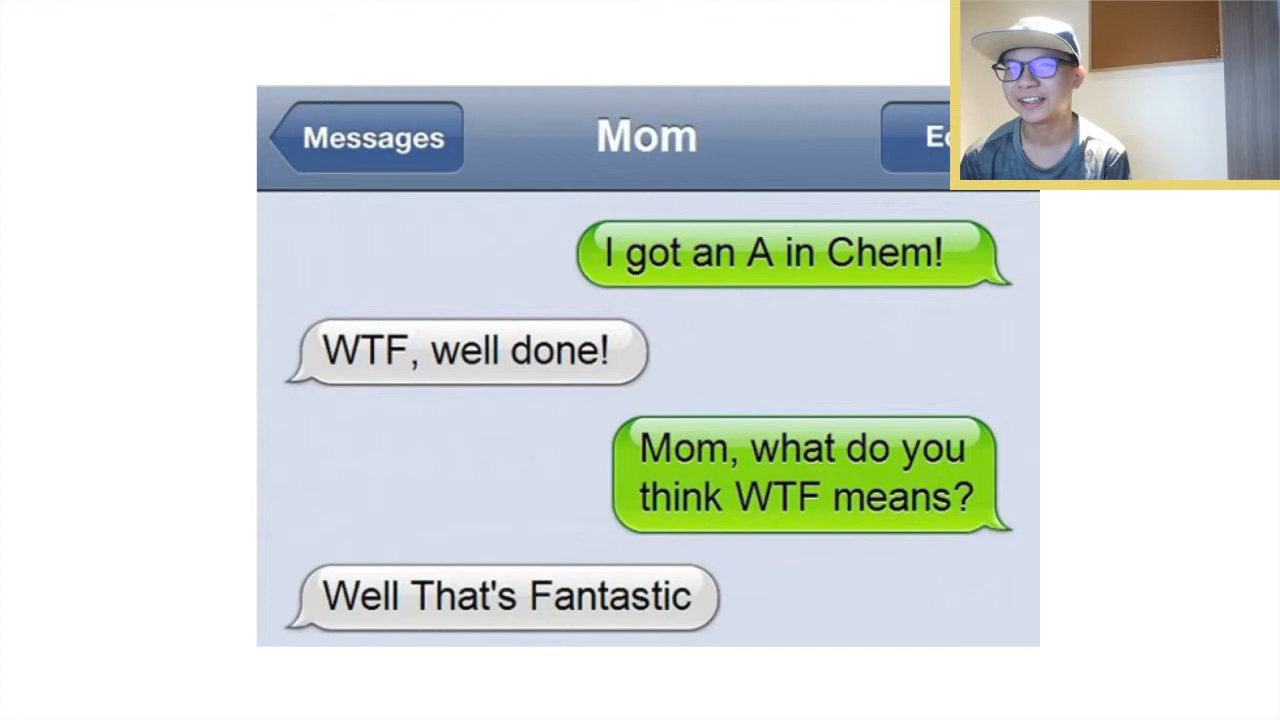 Messages
Mom
I got an A in Chem!
WTF, well done!
Mom, what do you
think WTF means?
Well That's Fantastic